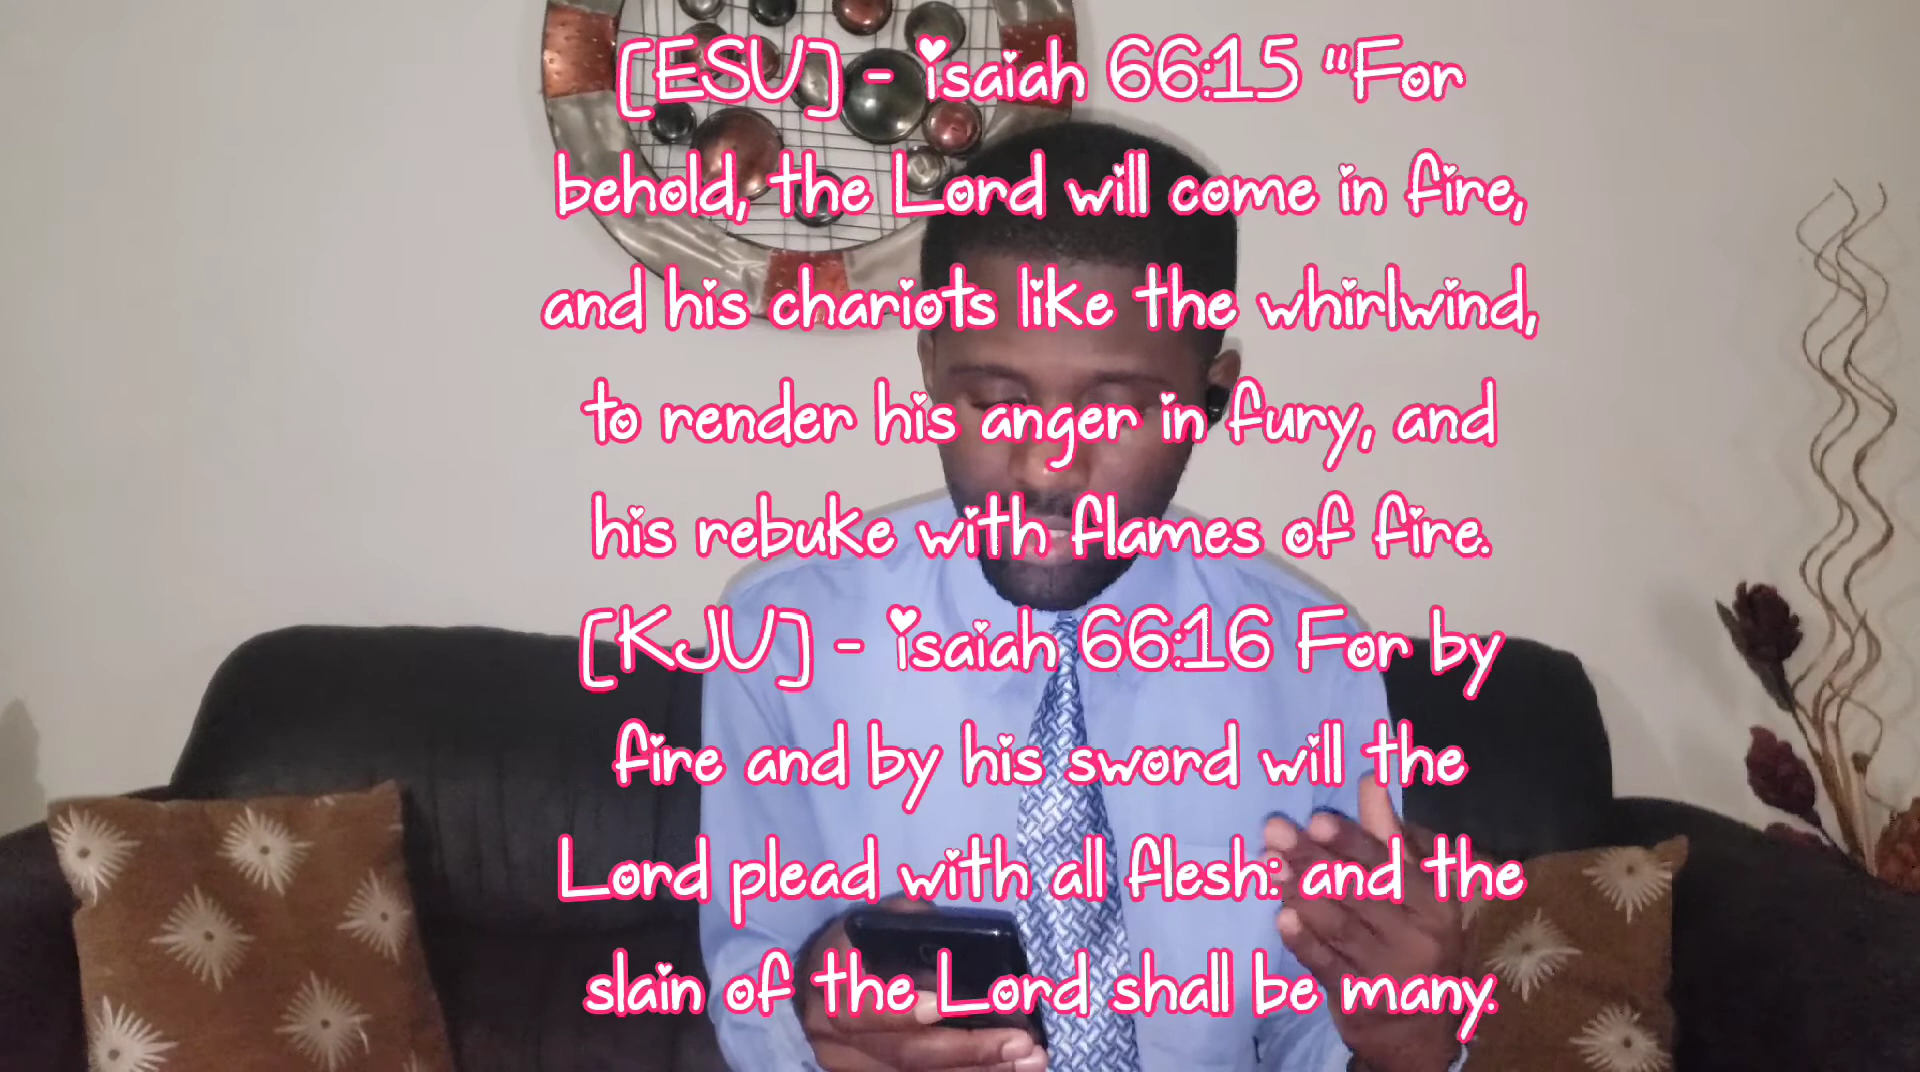 [ESV] - Isaiah 66:15 "For
behold, the Lord will come in fire,
and his chariots like the whirlwind,
to render his anger in fury, and
his rebuke with flames of fire.
[KJV] - Isaiah 66:16 For by
fire and by his sword will the
Lord plead with all flesh: and the
slain of the Lord shall be many.